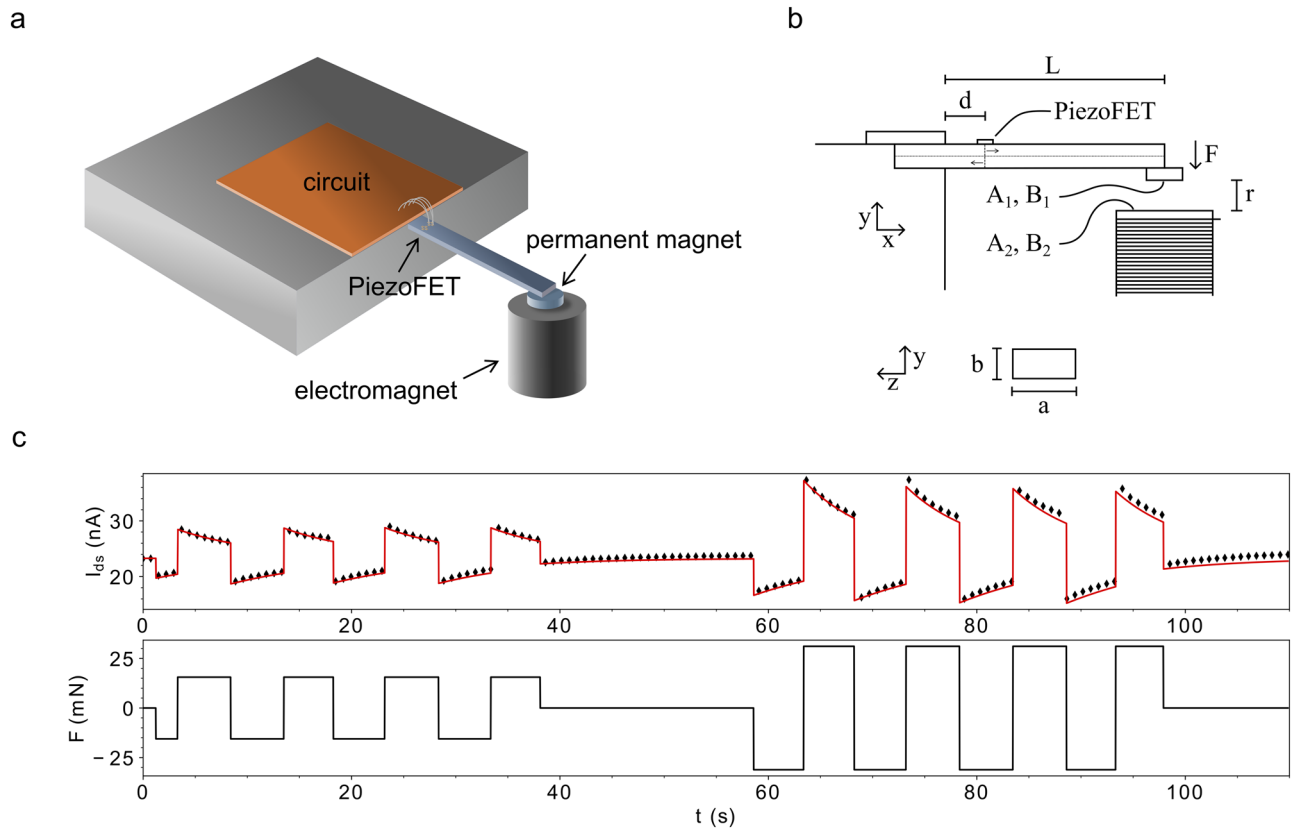 a
circuit
permanent magnet
PiezoFET
electromagnet
b
L
d
PiezoFET
F
A₁, B₁
r
y
x
A₂, B₂
y
z
b
a
c
30
20
I_ds (nA)
0 20 40 60 80 100
25
0
−25
F (mN)
0 20 40 60 80 100
t (s)